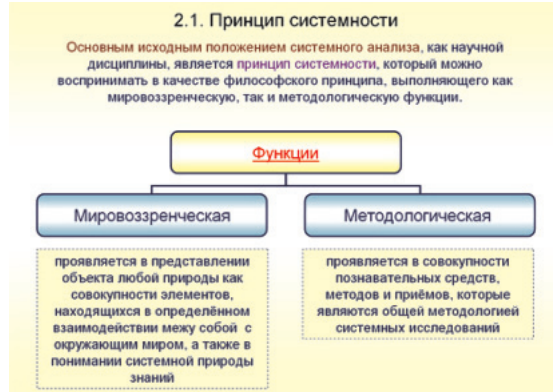 2.1. Принцип системности
Основным исходным положением системного анализа, как научной
дисциплины, является принцип системности, который можно
воспринимать в качестве философского принципа, выполняющего как
мировоззренческую, так и методологическую функции.
Функции
Мировоззренческая
Методологическая
проявляется в представлении
объекта любой природы как
совокупности элементов,
находящихся в определённом
взаимодействии межу собой с
окружающим миром, а также в
понимании системной природы
знаний
проявляется в совокупности
познавательных средств,
методов и приёмов, которые
являются общей методологией
системных исследований